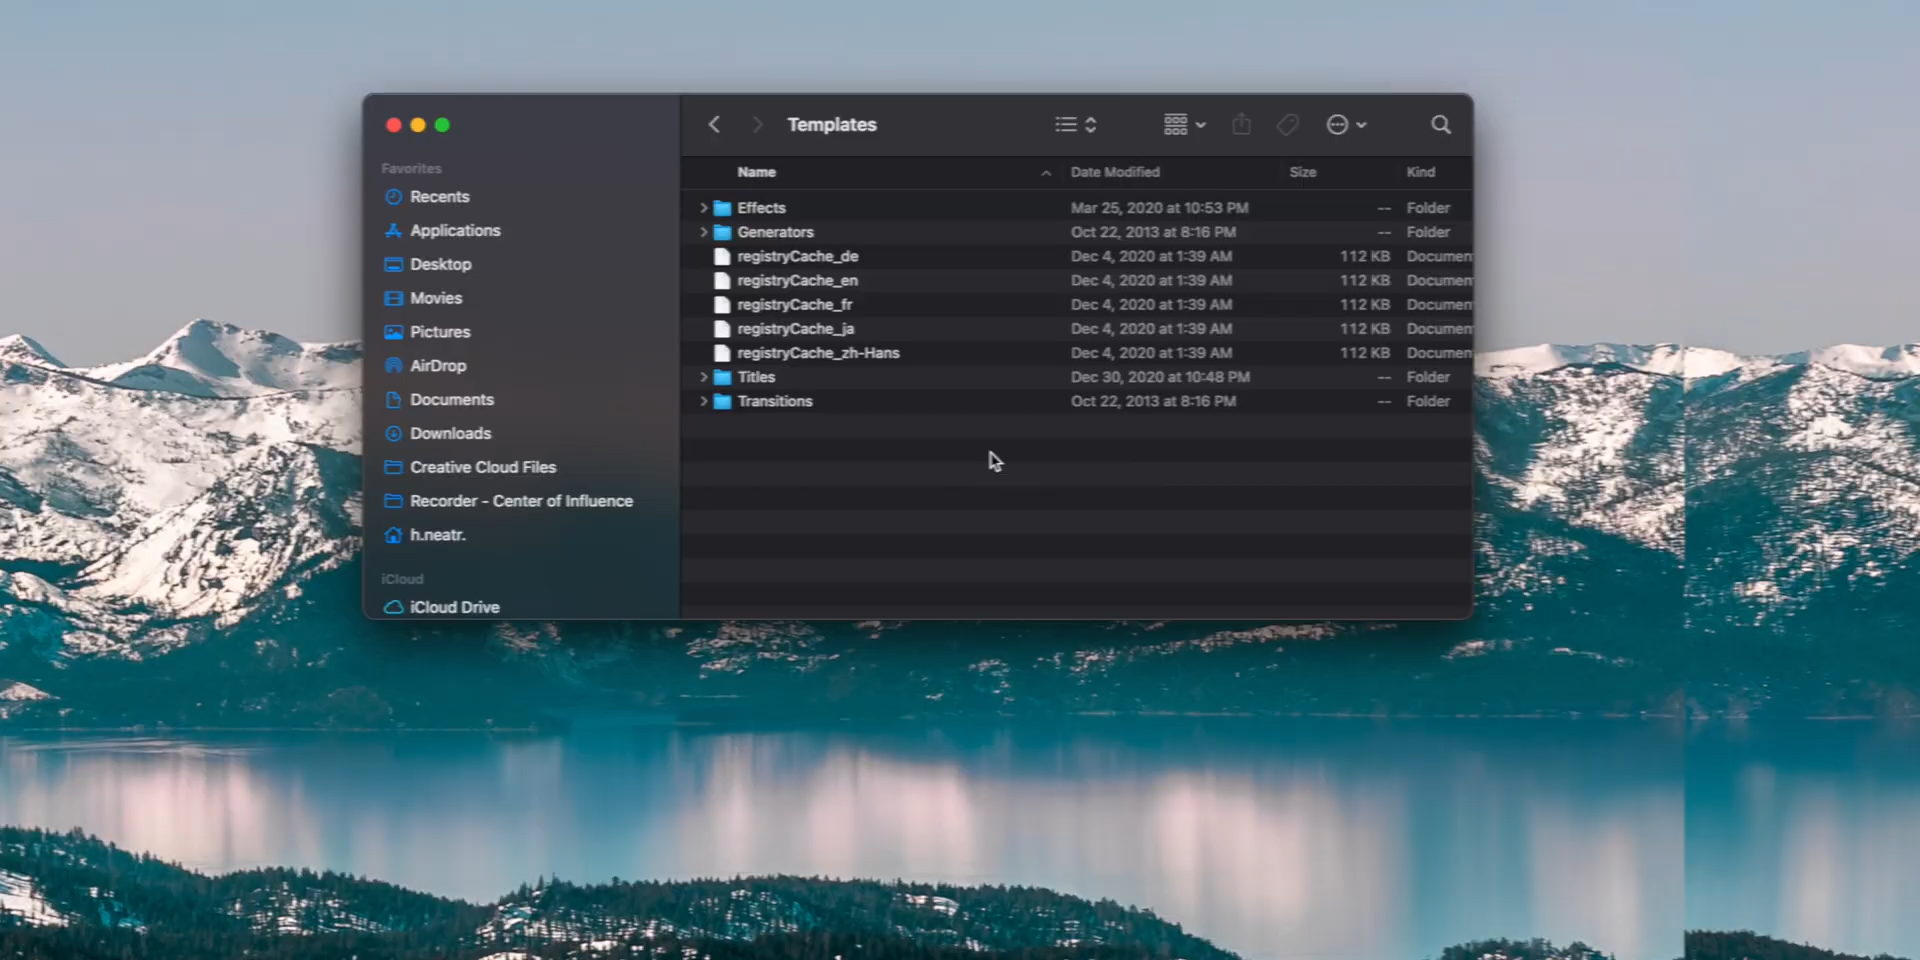 Templates
Favorites
Recents
Applications
Desktop
Movies
Pictures
AirDrop
Documents
Downloads
Creative Cloud Files
Recorder - Center of Influence
h.neatr.
iCloud
iCloud Drive
Name Date Modified Size Kind
Effects Mar 25, 2020 at 10:53 PM -- Folder
Generators Oct 22, 2013 at 8:16 PM -- Folder
registryCache_de Dec 4, 2020 at 1:39 AM 112 KB Documen
registryCache_en Dec 4, 2020 at 1:39 AM 112 KB Documen
registryCache_fr Dec 4, 2020 at 1:39 AM 112 KB Documen
registryCache_ja Dec 4, 2020 at 1:39 AM 112 KB Documen
registryCache_zh-Hans Dec 4, 2020 at 1:39 AM 112 KB Documen
Titles Dec 30, 2020 at 10:48 PM -- Folder
Transitions Oct 22, 2013 at 8:16 PM -- Folder